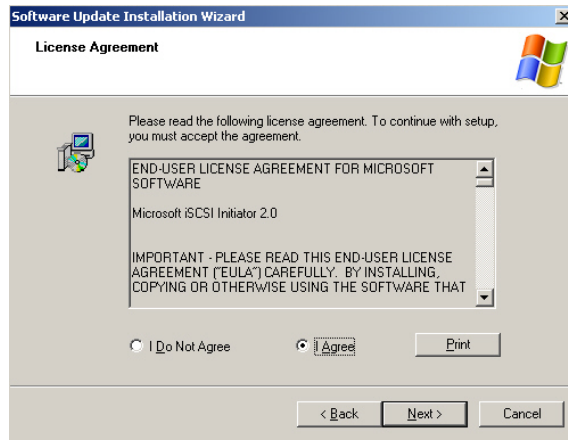 Software Update Installation Wizard
License Agreement
Please read the following license agreement. To continue with setup,
you must accept the agreement.
END-USER LICENSE AGREEMENT FOR MICROSOFT
SOFTWARE
Microsoft iSCSI Initiator 2.0
IMPORTANT - PLEASE READ THIS END-USER LICENSE
AGREEMENT ("EULA") CAREFULLY. BY INSTALLING,
COPYING OR OTHERWISE USING THE SOFTWARE THAT
I Do Not Agree
I Agree
Print
< Back
Next >
Cancel